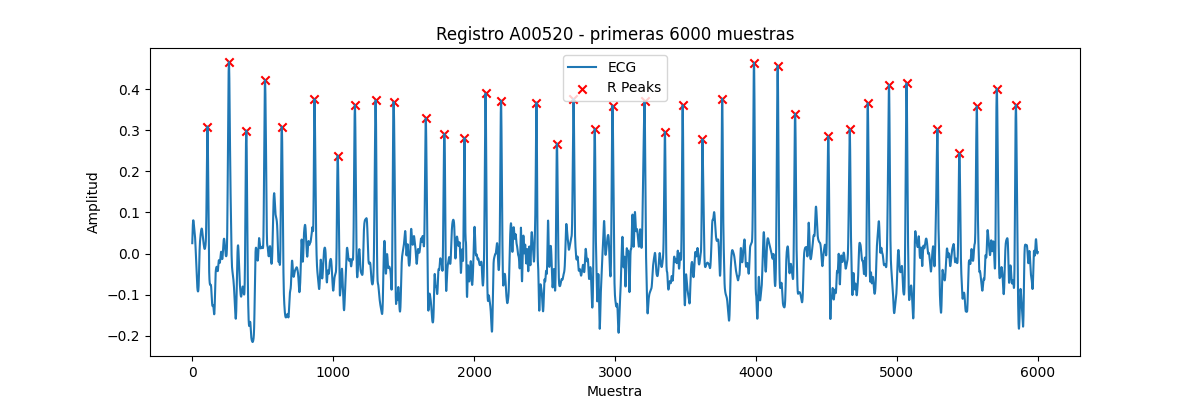 Registro A00520 - primeras 6000 muestras
ECG
R Peaks
0.4
0.3
0.2
0.1
0.0
−0.1
−0.2
Amplitud
0 1000 2000 3000 4000 5000 6000
Muestra